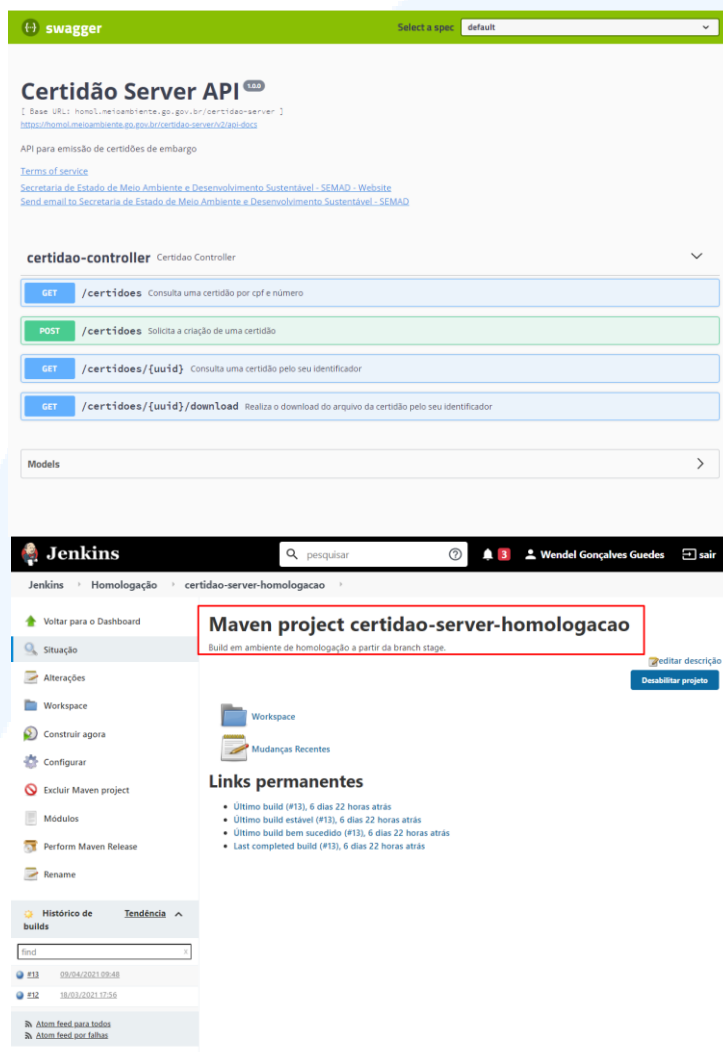 swagger
Select a spec default
Certidão Server API 1.0.0
[ Base URL: homol.meioambiente.go.gov.br/certidao-server ]
https://homol.meioambiente.go.gov.br/certidao-server/v2/api-docs
API para emissão de certidões de embargo
Terms of service
Secretaria de Estado de Meio Ambiente e Desenvolvimento Sustentável - SEMAD - Website
Send email to Secretaria de Estado de Meio Ambiente e Desenvolvimento Sustentável - SEMAD
certidao-controller Certidao Controller
GET /certidoes Consulta uma certidão por cpf e número
POST /certidoes Solicita a criação de uma certidão
GET /certidoes/{uuid} Consulta uma certidão pelo seu identificador
GET /certidoes/{uuid}/download Realiza o download do arquivo da certidão pelo seu identificador
Models
Jenkins pesquisar 3 Wendel Gonçalves Guedes sair
Jenkins Homologação certidao-server-homologacao
Voltar para o Dashboard
Situação
Alterações
Workspace
Construir agora
Configurar
Excluir Maven project
Módulos
Perform Maven Release
Rename
Histórico de builds Tendência
find x
#13 09/04/2021 09:48
#12 18/03/2021 17:56
Atom feed para todos
Atom feed por falhas
Maven project certidao-server-homologacao
Build em ambiente de homologação a partir da branch stage.
editar descrição
Desabilitar projeto
Workspace
Mudanças Recentes
Links permanentes
Último build (#13), 6 dias 22 horas atrás
Último build estável (#13), 6 dias 22 horas atrás
Último build bem sucedido (#13), 6 dias 22 horas atrás
Last completed build (#13), 6 dias 22 horas atrás